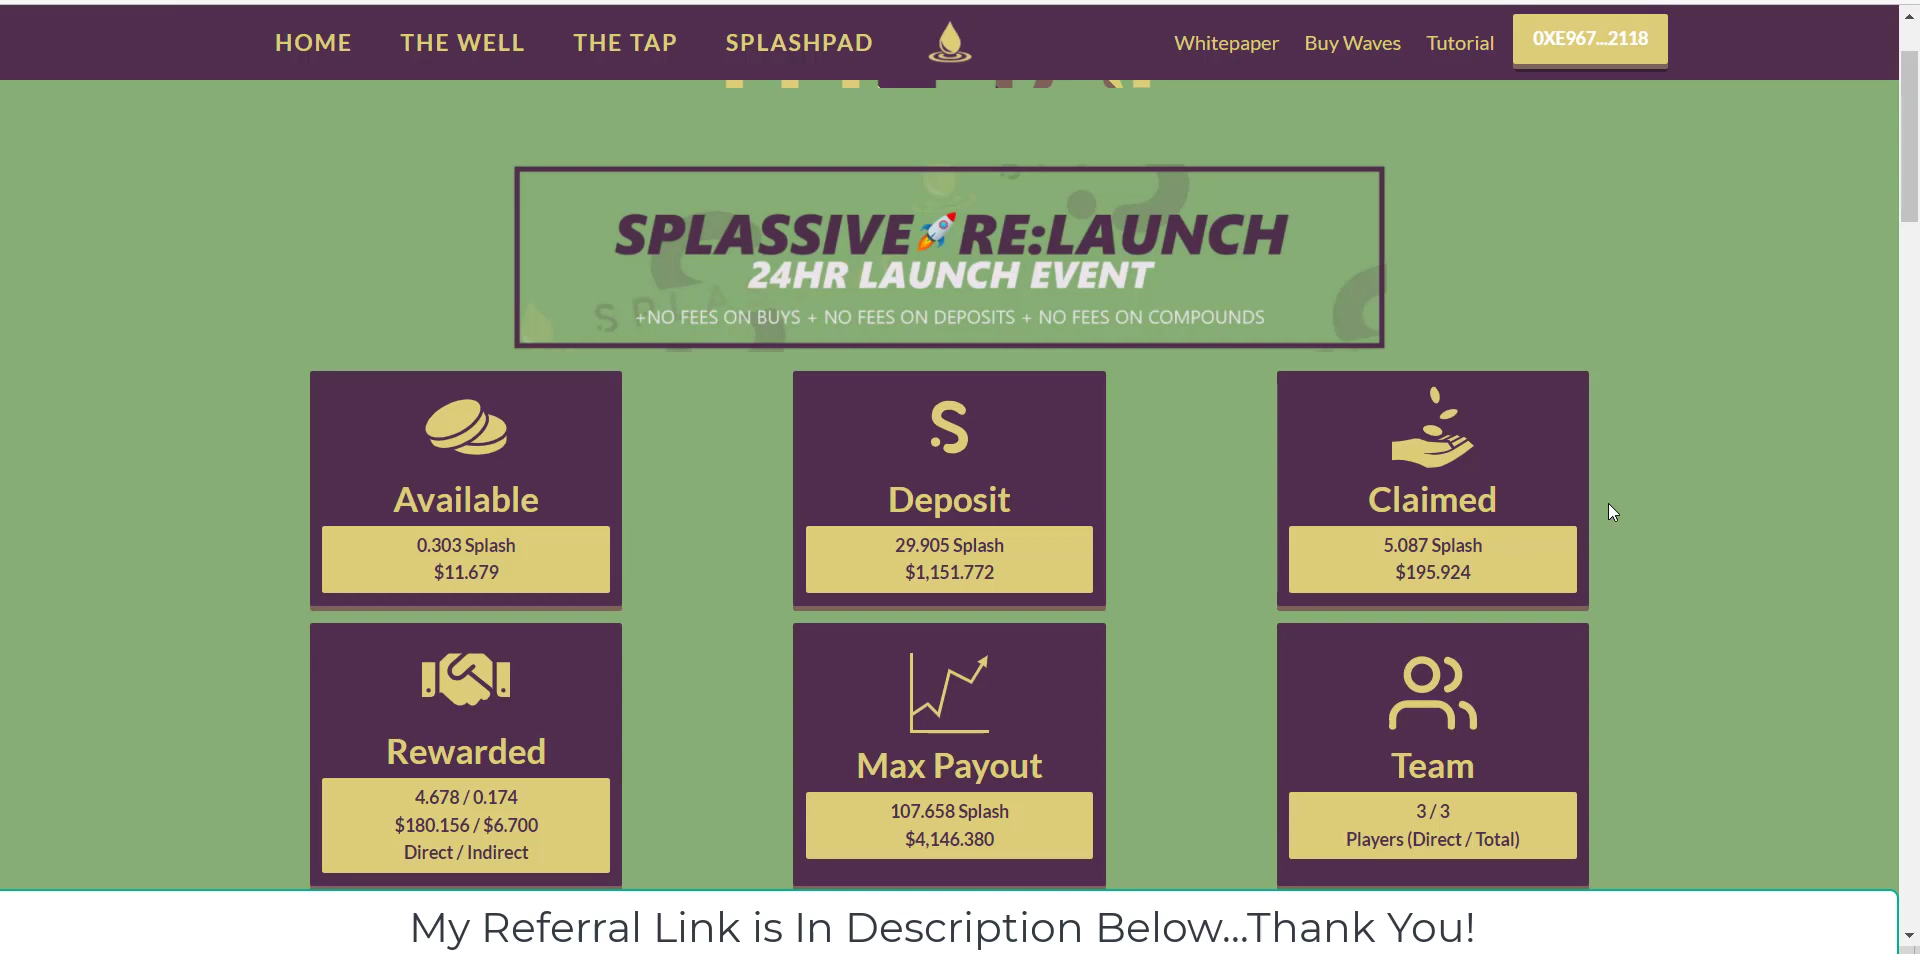 HOME THE WELL THE TAP SPLASHPAD Whitepaper Buy Waves Tutorial 0XE967...2118
SPLASSIVE🚀RE:LAUNCH
24HR LAUNCH EVENT
+NO FEES ON BUYS + NO FEES ON DEPOSITS + NO FEES ON COMPOUNDS
Available
0.303 Splash
$11.679
Deposit
29.905 Splash
$1,151.772
Claimed
5.087 Splash
$195.924
Rewarded
4.678 / 0.174
$180.156 / $6.700
Direct / Indirect
Max Payout
107.658 Splash
$4,146.380
Team
3 / 3
Players (Direct / Total)
My Referral Link is In Description Below...Thank You!